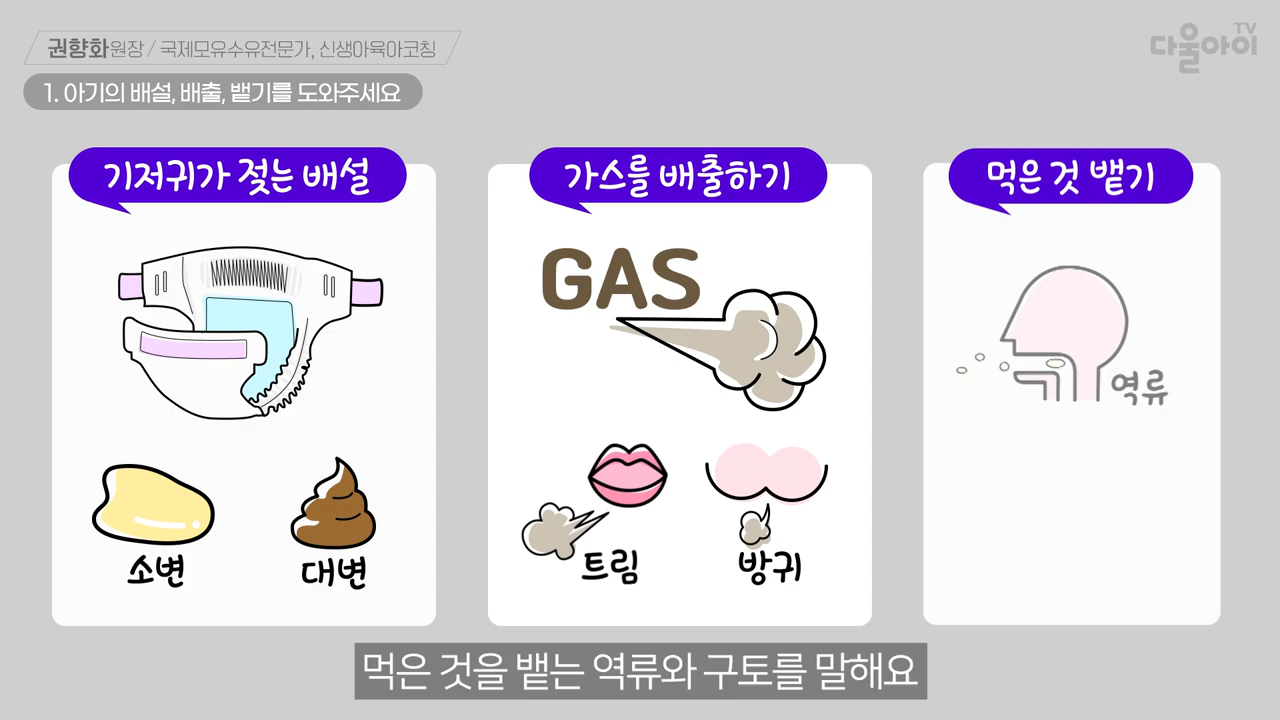 권향화원장 / 국제모유수유전문가, 신생아육아코칭
다울아이TV
1. 아기의 배설, 배출, 뱉기를 도와주세요
기저귀가 젖는 배설
가스를 배출하기
먹은 것 뱉기
GAS
역류
소변
대변
트림
방귀
먹은 것을 뱉는 역류와 구토를 말해요